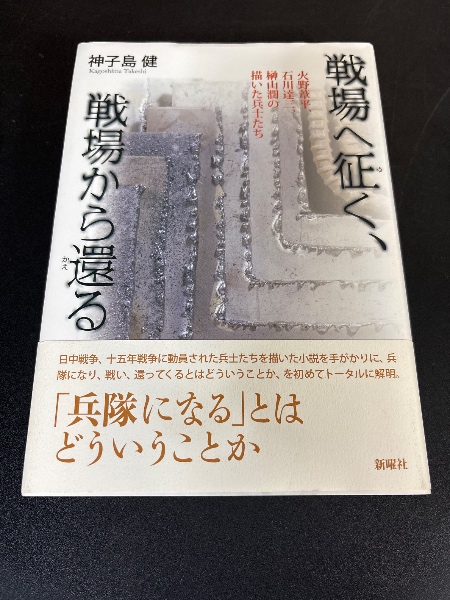 戦場へ征く、
戦場から還る
ゆ
かえ
火野葦平、
石川達三、
榊山潤の
描いた兵士たち
神子島 健
Kagoshima Takeshi
日中戦争、十五年戦争に動員された兵士たちを描いた小説を手がかりに、兵
隊になり、戦い、還ってくるとはどういうことか、を初めてトータルに解明。
「兵隊になる」とは
どういうことか
新曜社